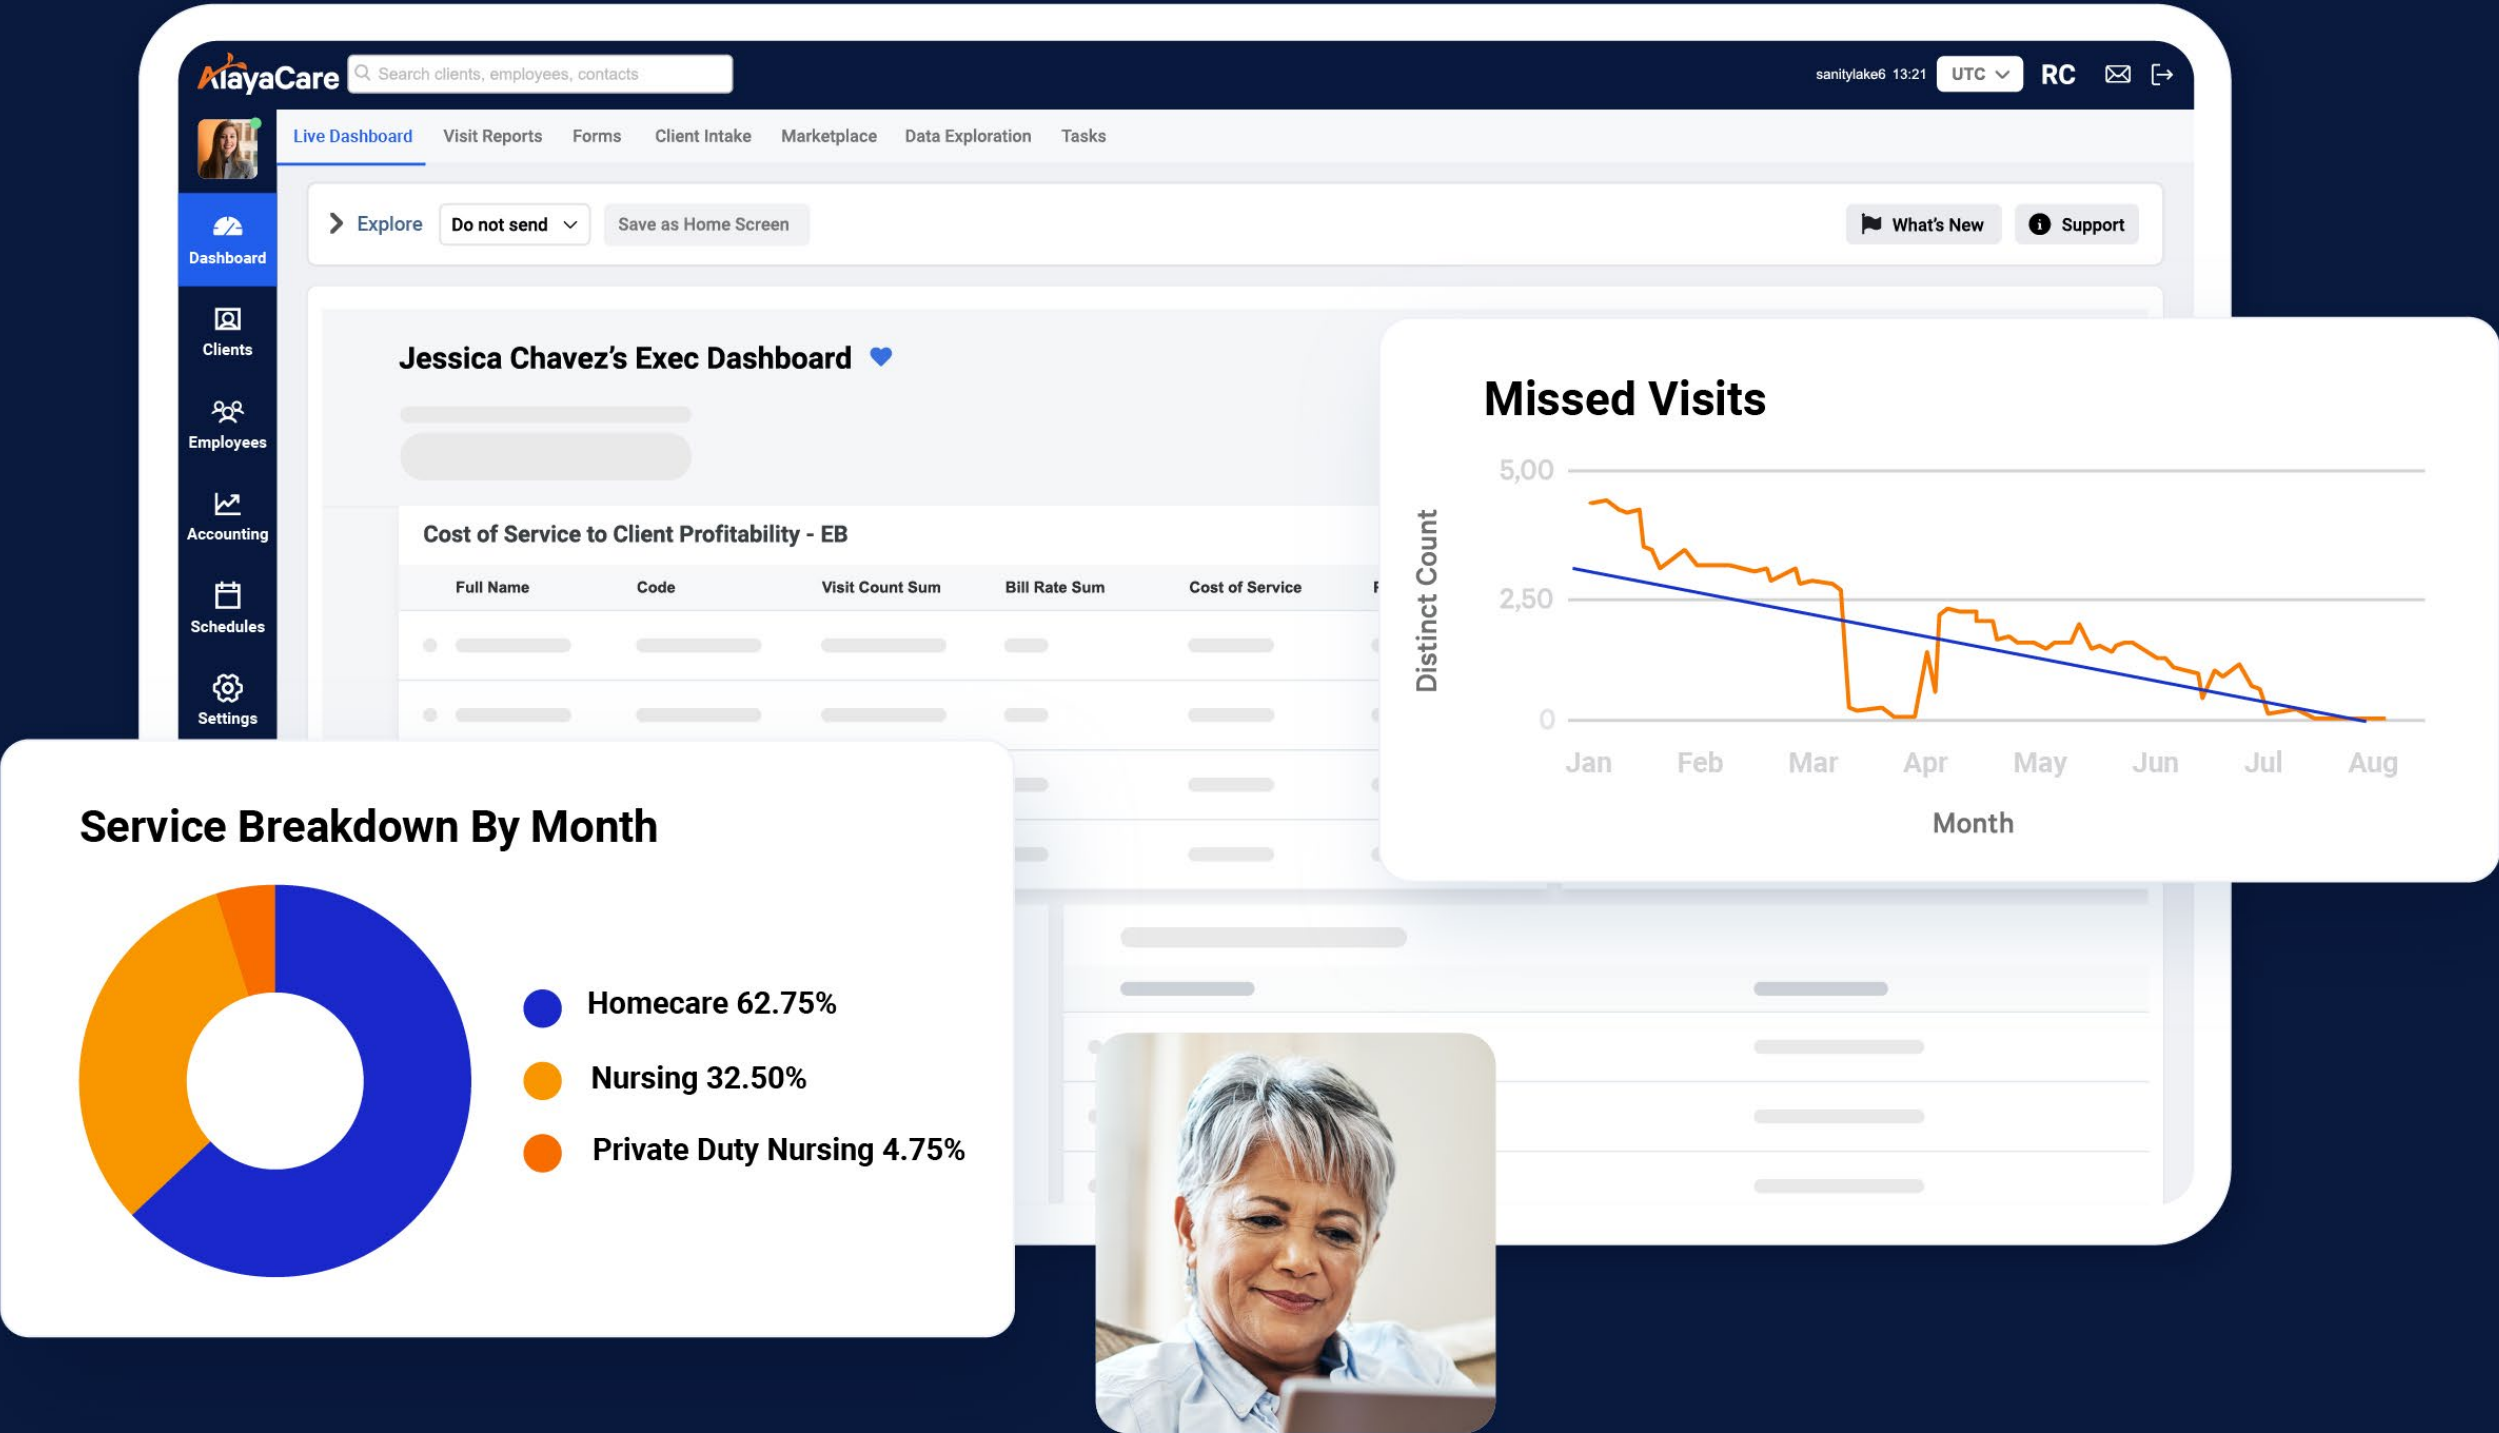 AlayaCare
Search clients, employees, contacts
sanitylake6 13:21
UTC
RC
Live Dashboard
Visit Reports
Forms
Client Intake
Marketplace
Data Exploration
Tasks
Dashboard
Clients
Employees
Accounting
Schedules
Settings
Explore
Do not send
Save as Home Screen
What's New
Support
Jessica Chavez’s Exec Dashboard
Cost of Service to Client Profitability - EB
Full Name
Code
Visit Count Sum
Bill Rate Sum
Cost of Service
Missed Visits
Distinct Count
5,00
2,50
0
Jan
Feb
Mar
Apr
May
Jun
Jul
Aug
Month
Service Breakdown By Month
Homecare 62.75%
Nursing 32.50%
Private Duty Nursing 4.75%